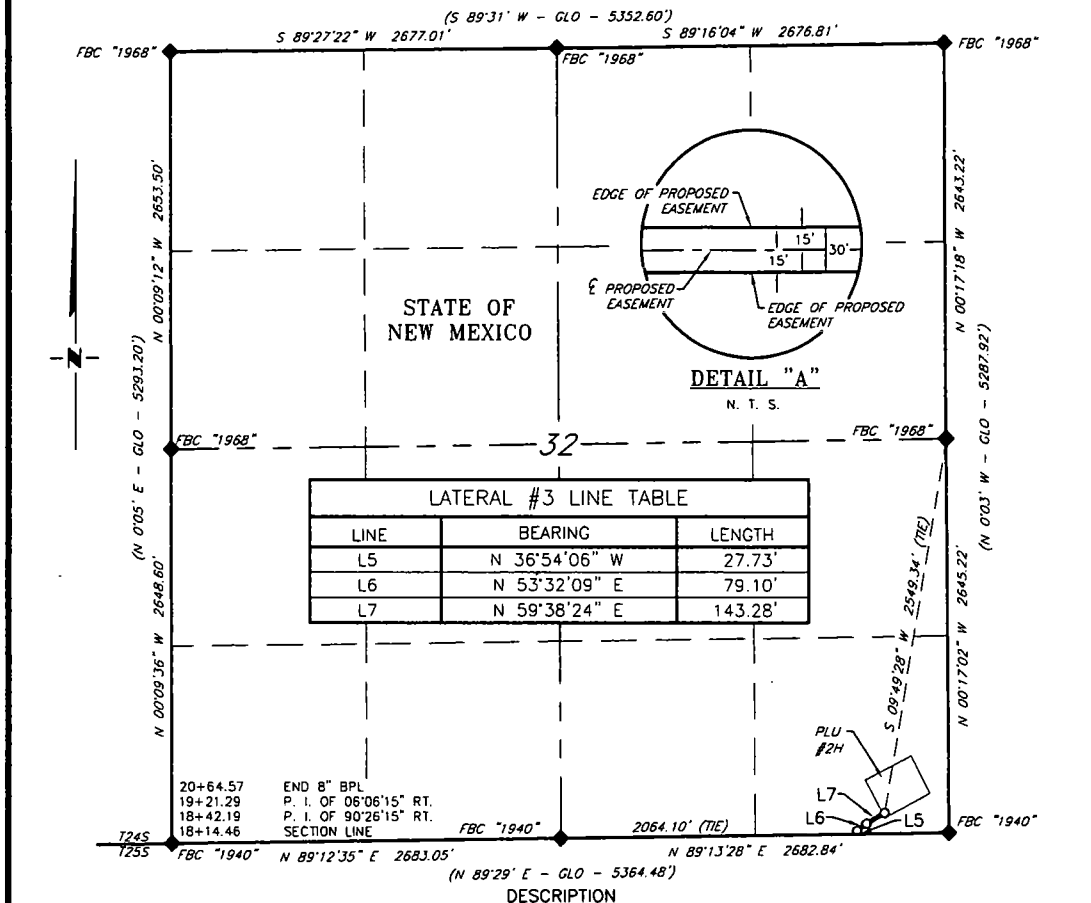 (S 89°31' W - GLO - 5352.60')
S 89°27'22" W 2677.01'
S 89°16'04" W 2676.81'
FBC "1968"
FBC "1968"
FBC "1968"
N 00°09'12" W 2653.50'
N 00°17'18" W 2643.22'
EDGE OF PROPOSED
EASEMENT
15'
15'
30'
℄ PROPOSED
EASEMENT
EDGE OF PROPOSED
EASEMENT
STATE OF
NEW MEXICO
DETAIL "A"
N. T. S.
N
(N 0°05' E - GLO - 5293.20')
(N 0°03' W - GLO - 5287.92')
FBC "1968"
32
FBC "1968"
LATERAL #3 LINE TABLE
LINE BEARING LENGTH
L5 N 36°54'06" W 27.73'
L6 N 53°32'09" E 79.10'
L7 N 59°38'24" E 143.28'
N 00°09'36" W 2648.60'
S 09°49'28" W 2549.34' (TIE)
N 00°17'02" W 2645.22'
PLU
#2H
L7
L6
L5
20+64.57 END 8" BPL
19+21.29 P. I. OF 06°06'15" RT.
18+42.19 P. I. OF 90°26'15" RT.
18+14.46 SECTION LINE
FBC "1940"
2064.10' (TIE)
FBC "1940"
T24S
T25S
FBC "1940"
N 89°12'35" E 2683.05'
N 89°13'28" E 2682.84'
(N 89°29' E - GLO - 5364.48')
DESCRIPTION